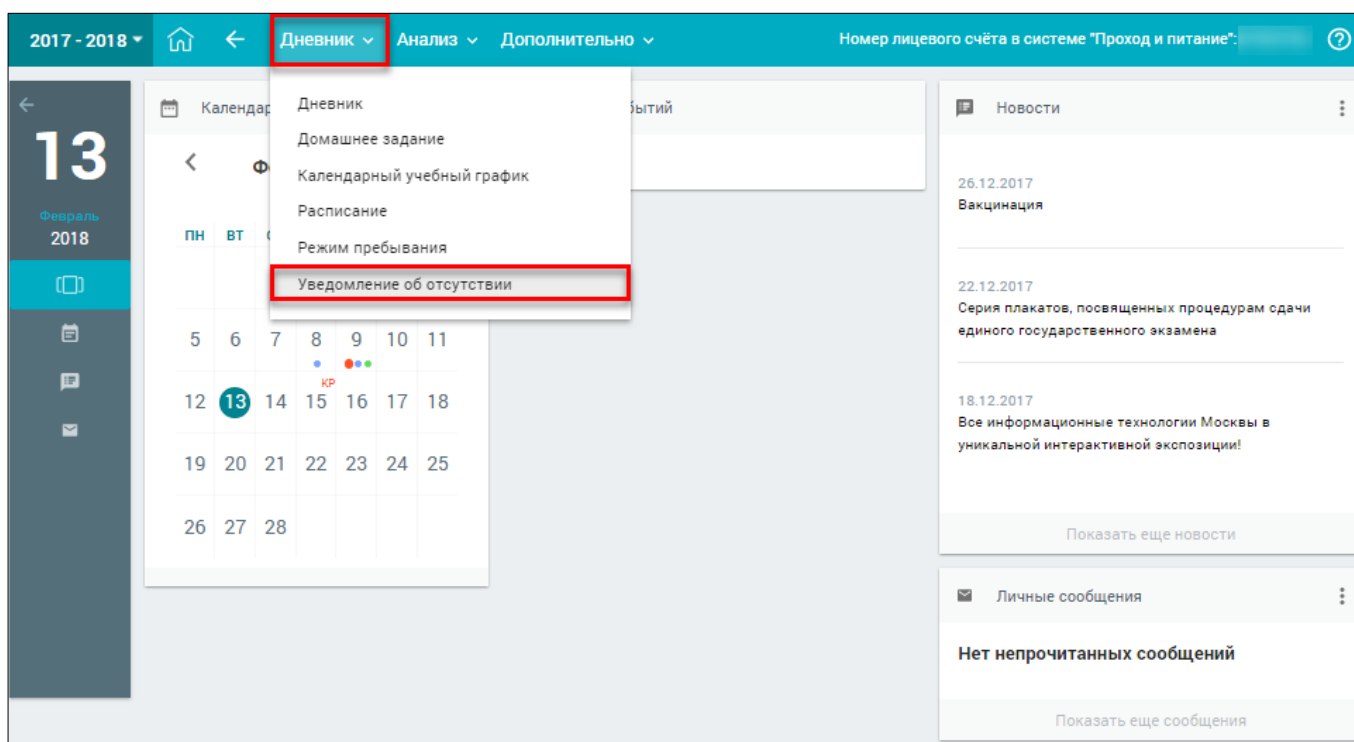 2017 - 2018 Дневник Анализ Дополнительно Номер лицевого счёта в системе "Проход и питание":
13
Февраль
2018
Дневник
Домашнее задание
Календарный учебный график
Расписание
Режим пребывания
Уведомление об отсутствии
ПН ВТ
5 6 7 8 9 10 11
КР
12 13 14 15 16 17 18
19 20 21 22 23 24 25
26 27 28
Новости
26.12.2017
Вакцинация
22.12.2017
Серия плакатов, посвященных процедурам сдачи
единого государственного экзамена
18.12.2017
Все информационные технологии Москвы в
уникальной интерактивной экспозиции!
Показать еще новости
Личные сообщения
Нет непрочитанных сообщений
Показать еще сообщения